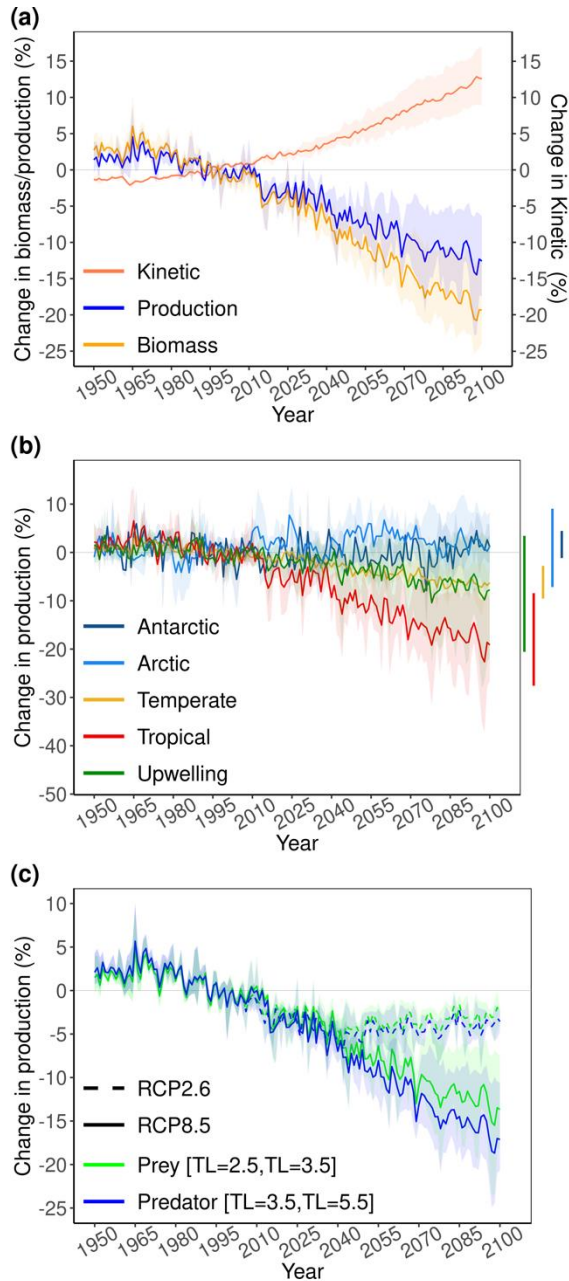 (a)
Change in biomass/production (%)
15
10
5
0
-5
-10
-15
-20
-25
Kinetic
Production
Biomass
15
10
5
0
-5
-10
-15
-20
-25
Change in Kinetic (%)
1950 1965 1980 1995 2010 2025 2040 2055 2070 2085 2100
Year
(b)
Change in production (%)
10
0
-10
-20
-30
-40
-50
Antarctic
Arctic
Temperate
Tropical
Upwelling
1950 1965 1980 1995 2010 2025 2040 2055 2070 2085 2100
Year
(c)
Change in production (%)
10
5
0
-5
-10
-15
-20
-25
RCP2.6
RCP8.5
Prey [TL=2.5,TL=3.5]
Predator [TL=3.5,TL=5.5]
1950 1965 1980 1995 2010 2025 2040 2055 2070 2085 2100
Year